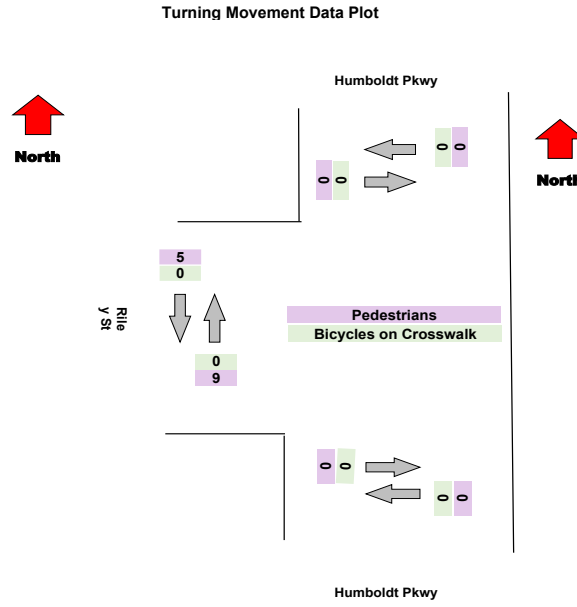 Turning Movement Data Plot
Humboldt Pkwy
North
North
0 0
0 0
5
0
Rile
y St
Pedestrians
Bicycles on Crosswalk
0
9
0 0
0 0
Humboldt Pkwy